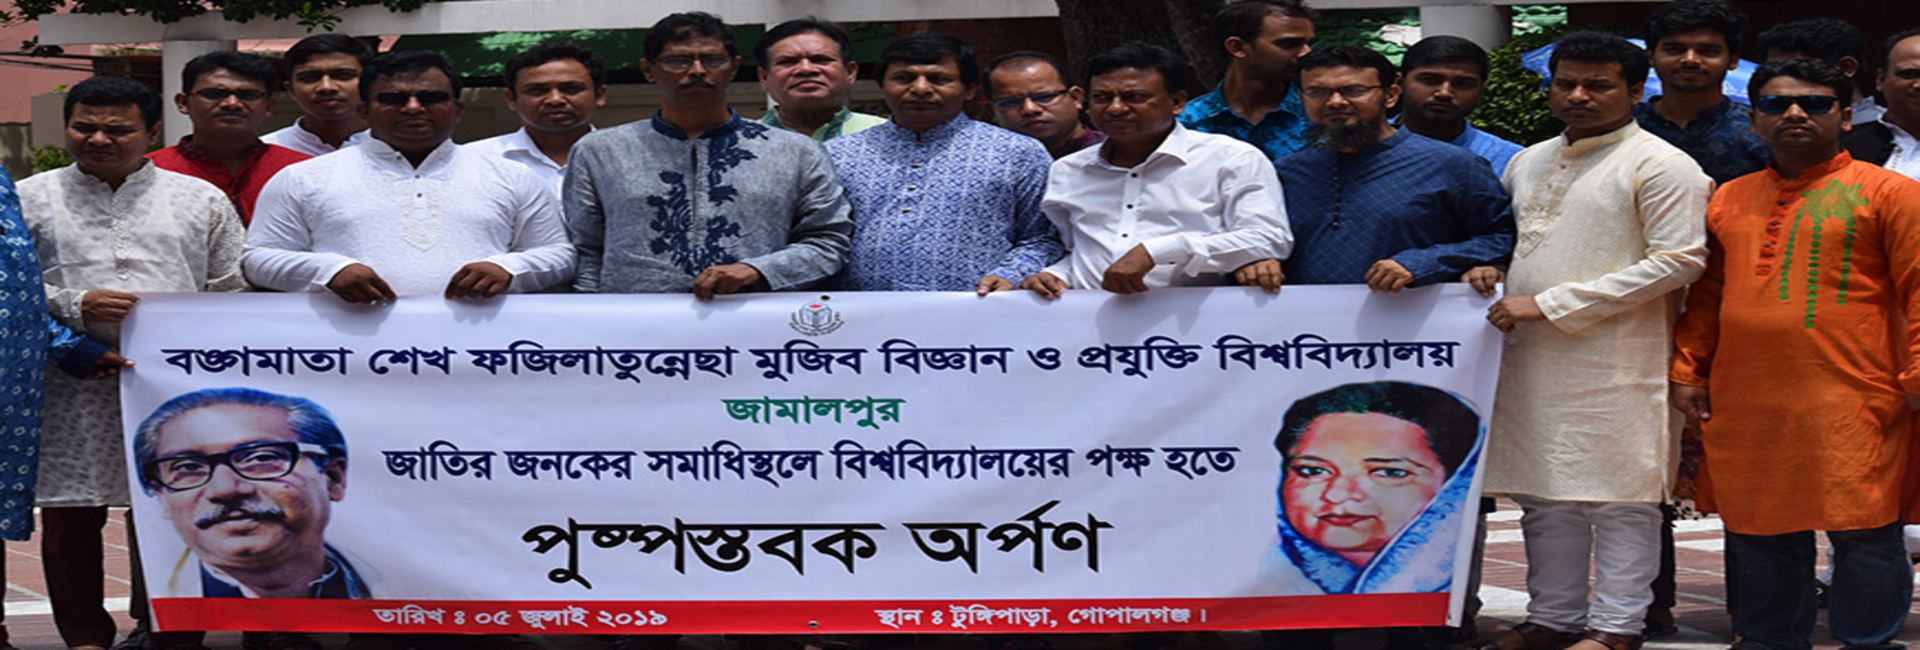 বঙ্গমাতা শেখ ফজিলাতুন্নেছা মুজিব বিজ্ঞান ও প্রযুক্তি বিশ্ববিদ্যালয়
জামালপুর
জাতির জনকের সমাধিস্থলে বিশ্ববিদ্যালয়ের পক্ষ হতে
পুষ্পস্তবক অর্পণ
তারিখ ঃ ০৫ জুলাই ২০১৯ স্থান ঃ টুঙ্গিপাড়া, গোপালগঞ্জ।